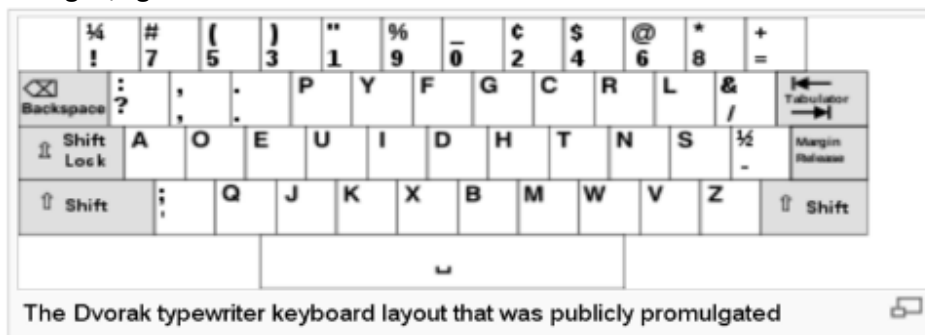 ¼ # ( ) " % _ ¢ $ @ * +
! 7 5 3 1 9 0 2 4 6 8 =
Backspace : ? , , . . P Y F G C R L & / Tabulator
Shift Lock A O E U I D H T N S ½ - Margin Release
Shift ; ' Q J K X B M W V Z Shift
The Dvorak typewriter keyboard layout that was publicly promulgated